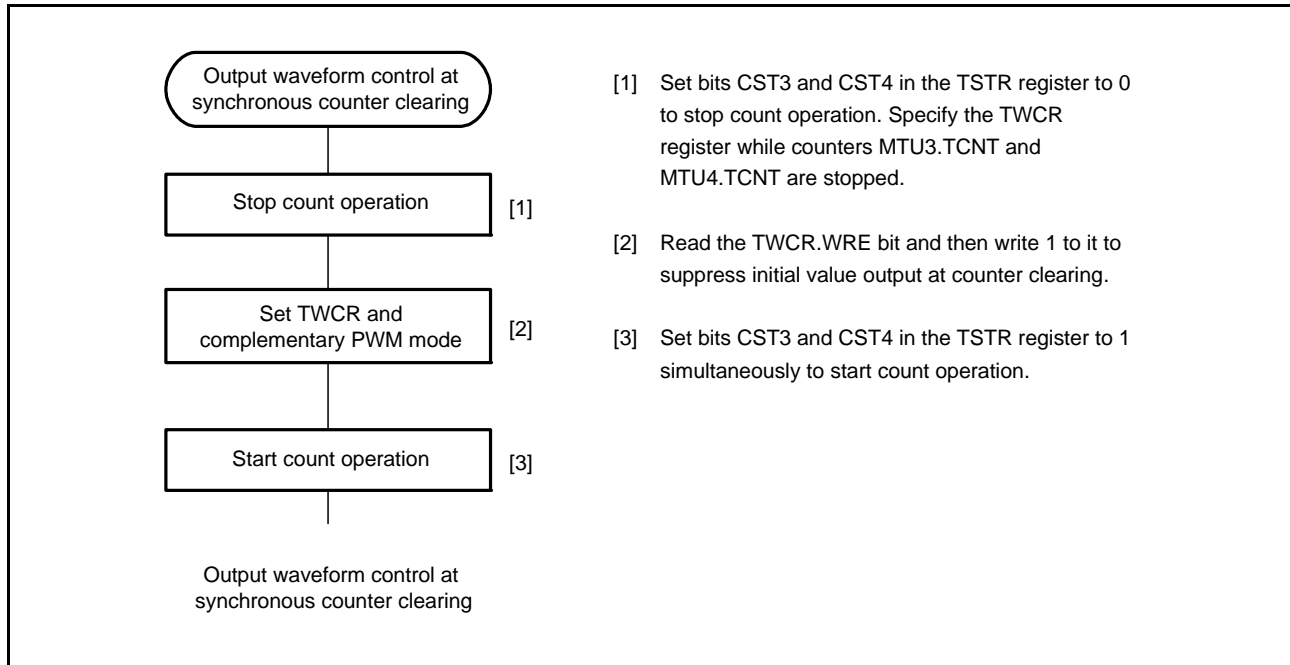 Output waveform control at
synchronous counter clearing
Stop count operation
[1]
Set TWCR and
complementary PWM mode
[2]
Start count operation
[3]
Output waveform control at
synchronous counter clearing
[1] Set bits CST3 and CST4 in the TSTR register to 0
to stop count operation. Specify the TWCR
register while counters MTU3.TCNT and
MTU4.TCNT are stopped.
[2] Read the TWCR.WRE bit and then write 1 to it to
suppress initial value output at counter clearing.
[3] Set bits CST3 and CST4 in the TSTR register to 1
simultaneously to start count operation.